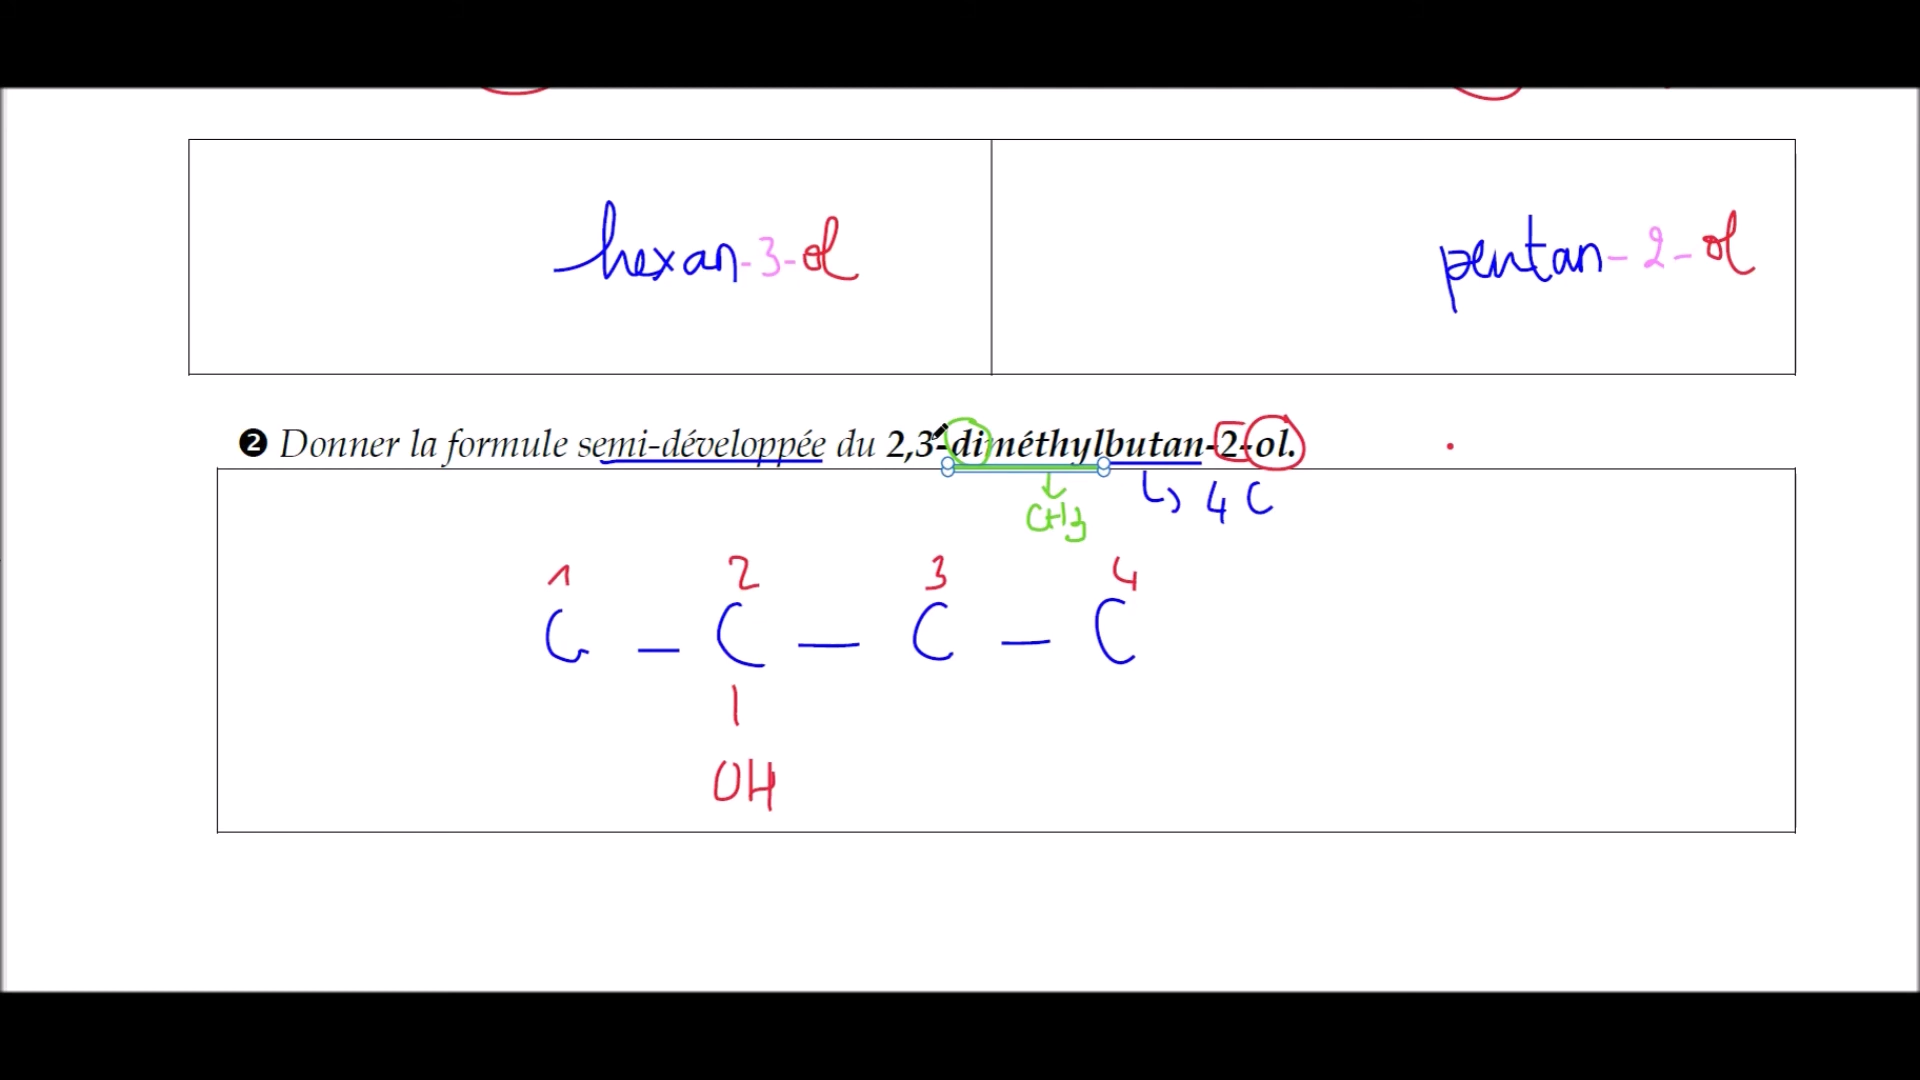 hexan-3-ol
pentan-2-ol
❷ Donner la formule semi-développée du 2,3-diméthylbutan-2-ol.
CH3
↳ 4 C
1 2 3 4
C – C – C – C
|
OH